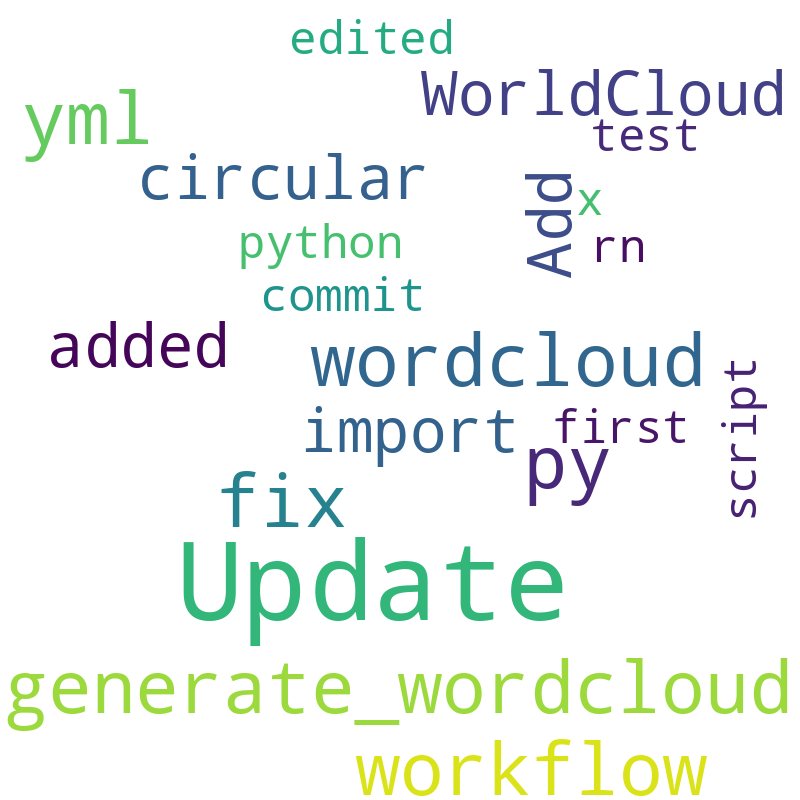 edited
WorldCloud
yml
test
circular
Add
x
python
rn
commit
added
wordcloud
script
import
first
py
fix
Update
generate_wordcloud
workflow